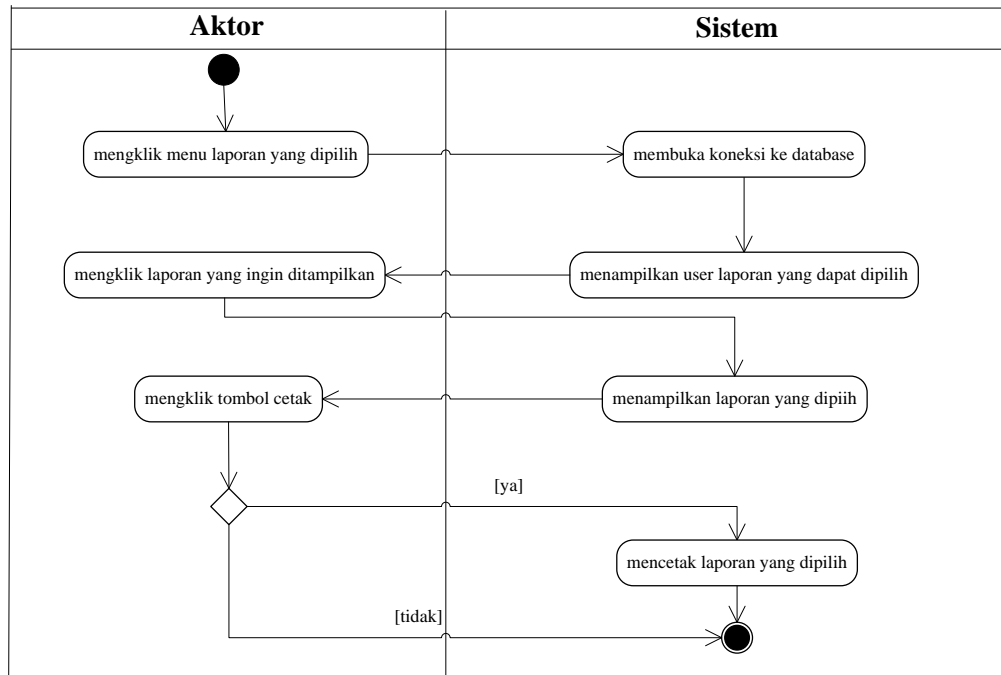 Aktor
Sistem
mengklik menu laporan yang dipilih
membuka koneksi ke database
mengklik laporan yang ingin ditampilkan
menampilkan user laporan yang dapat dipilih
mengklik tombol cetak
menampilkan laporan yang dipiih
[ya]
mencetak laporan yang dipilih
[tidak]